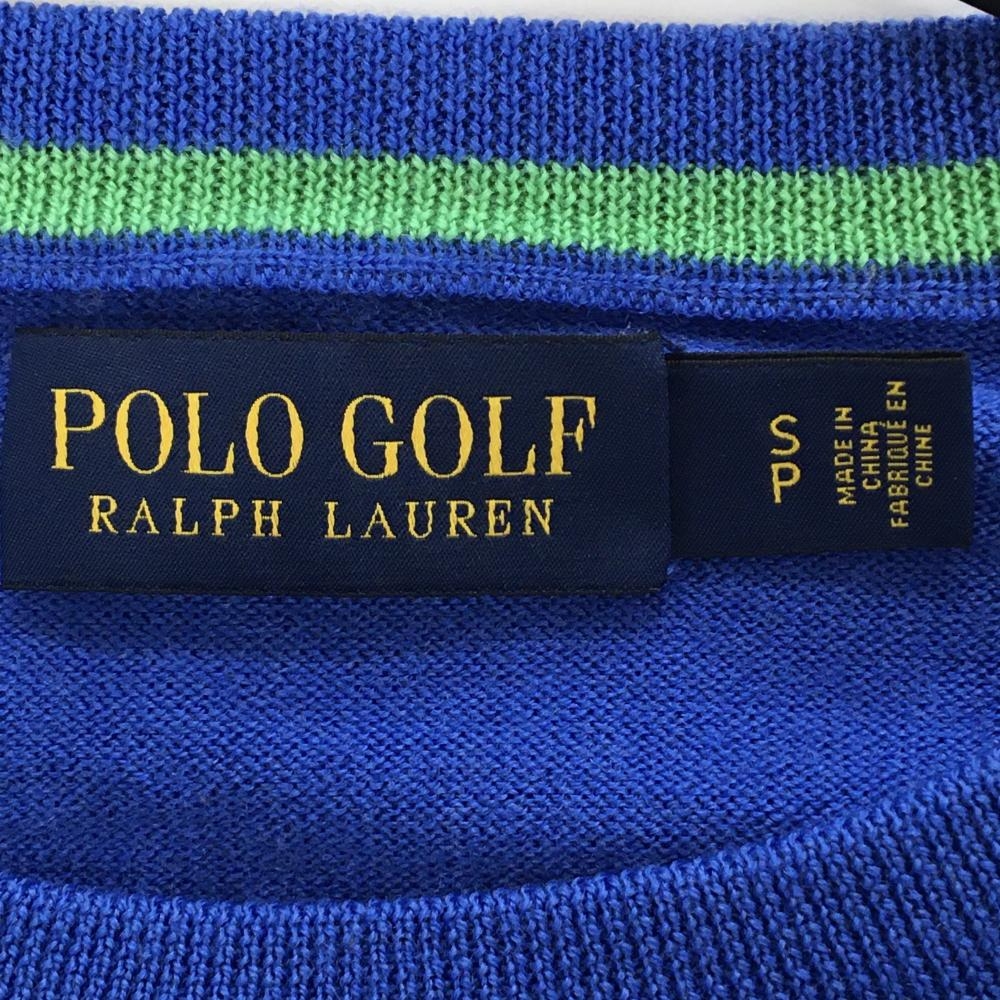 POLO GOLF
RALPH LAUREN
S
P
MADE IN
CHINA
FABRIQUÉ EN
CHINE